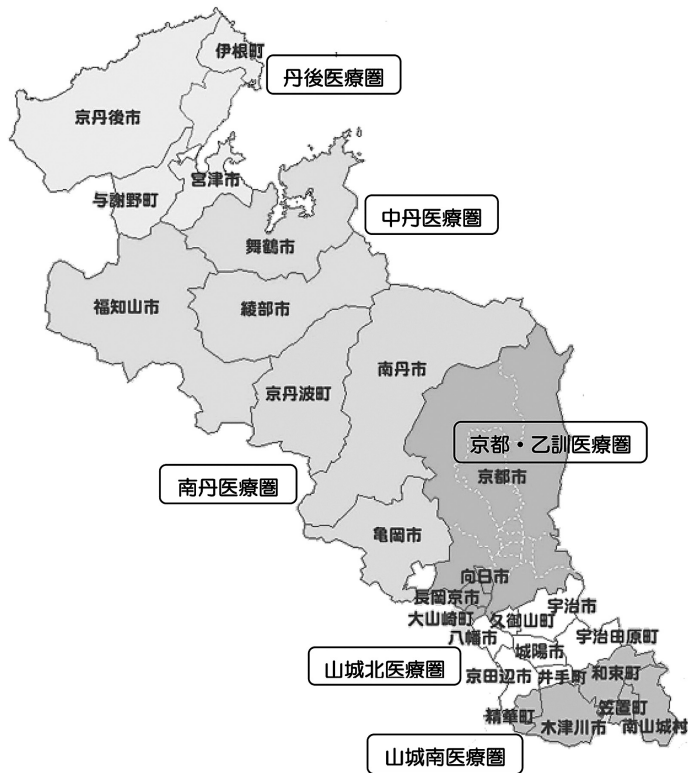 伊根町
丹後医療圏
京丹後市
宮津市
与謝野町
中丹医療圏
舞鶴市
福知山市
綾部市
南丹市
京丹波町
京都・乙訓医療圏
京都市
南丹医療圏
亀岡市
向日市
長岡京市
宇治市
大山崎町
久御山町
八幡市
宇治田原町
城陽市
山城北医療圏
京田辺市
井手町
和束町
精華町
笠置町
木津川市
南山城村
山城南医療圏